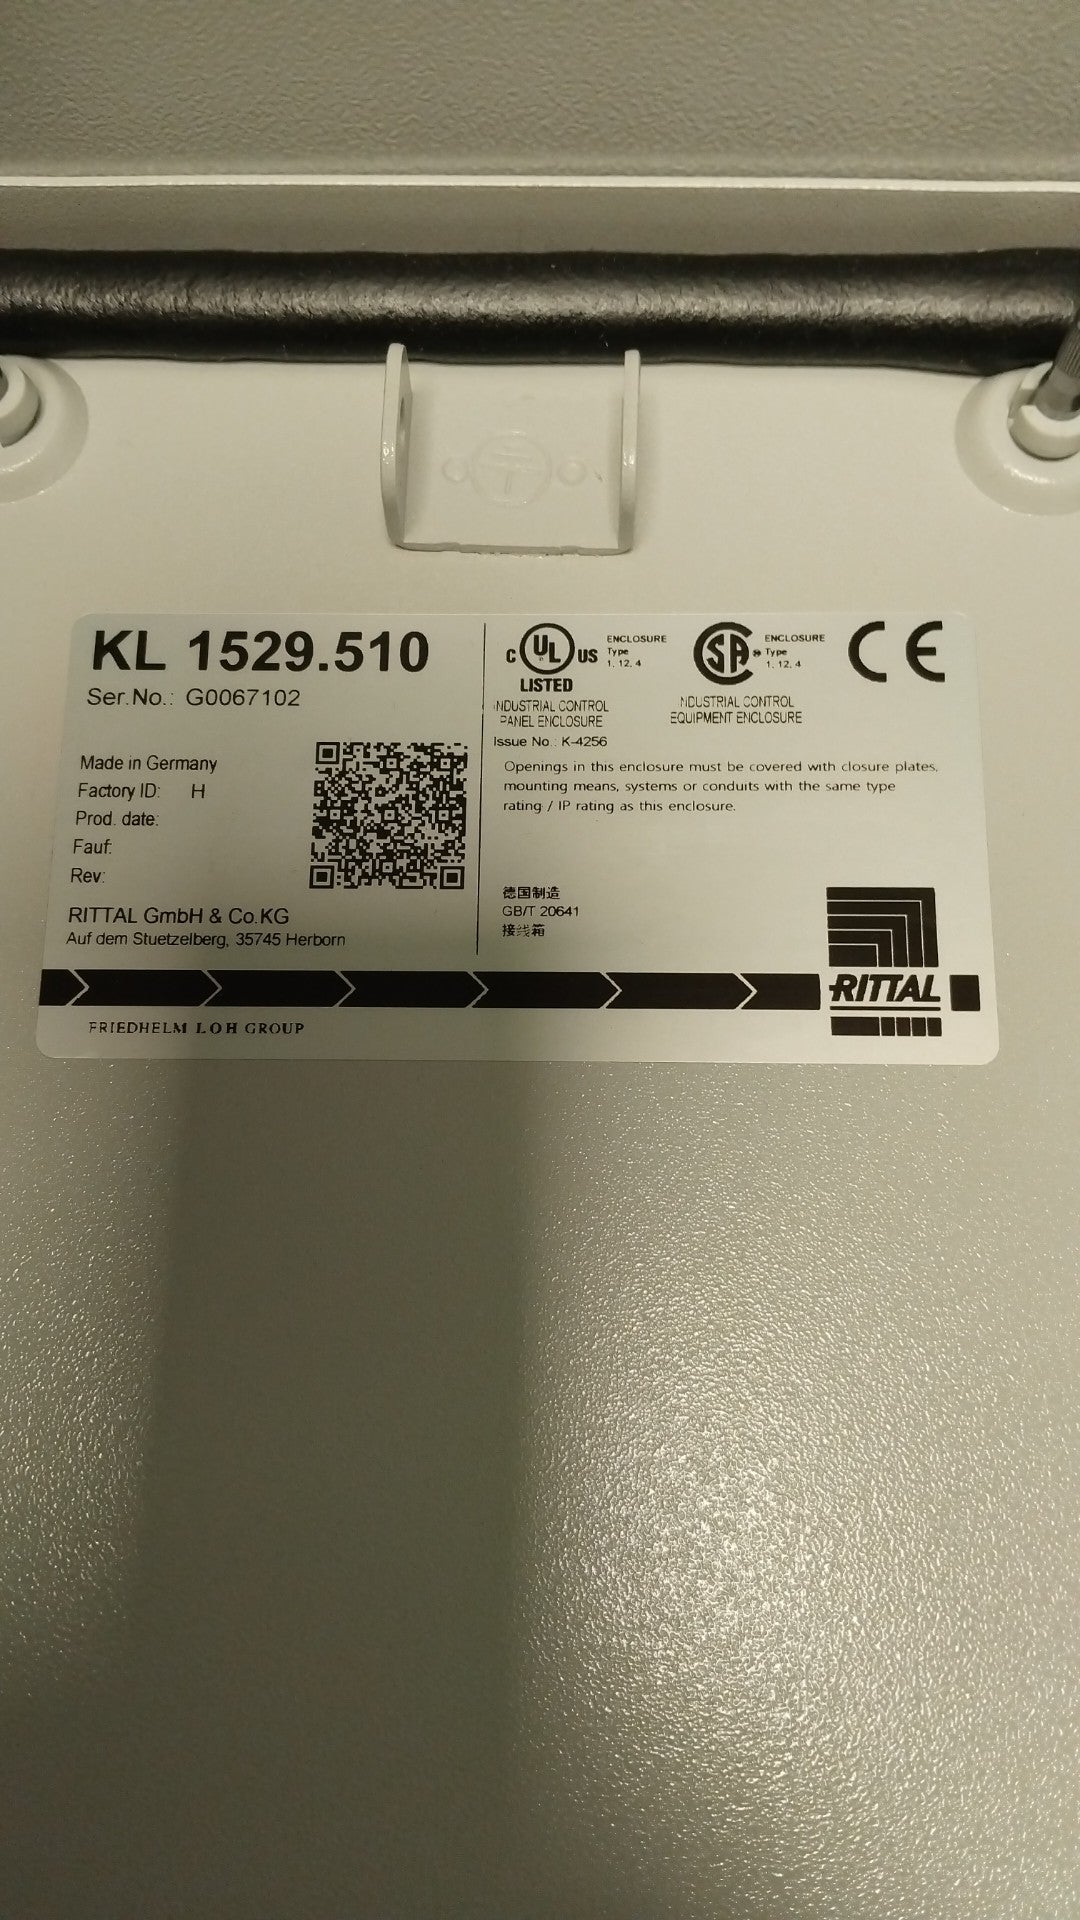 KL 1529.510
Ser.No.: G0067102
Made in Germany
Factory ID: H
Prod. date:
Fauf:
Rev:
RITTAL GmbH & Co.KG
Auf dem Stuetzelberg, 35745 Herborn
C UL US
LISTED
ENCLOSURE
Type
1, 12, 4
INDUSTRIAL CONTROL
PANEL ENCLOSURE
Issue No.: K-4256
SA
ENCLOSURE
Type
1, 12, 4
INDUSTRIAL CONTROL
EQUIPMENT ENCLOSURE
CE
Openings in this enclosure must be covered with closure plates,
mounting means, systems or conduits with the same type
rating / IP rating as this enclosure.
德国制造
GB/T 20641
接线箱
RITTAL
FRIEDHELM LOH GROUP